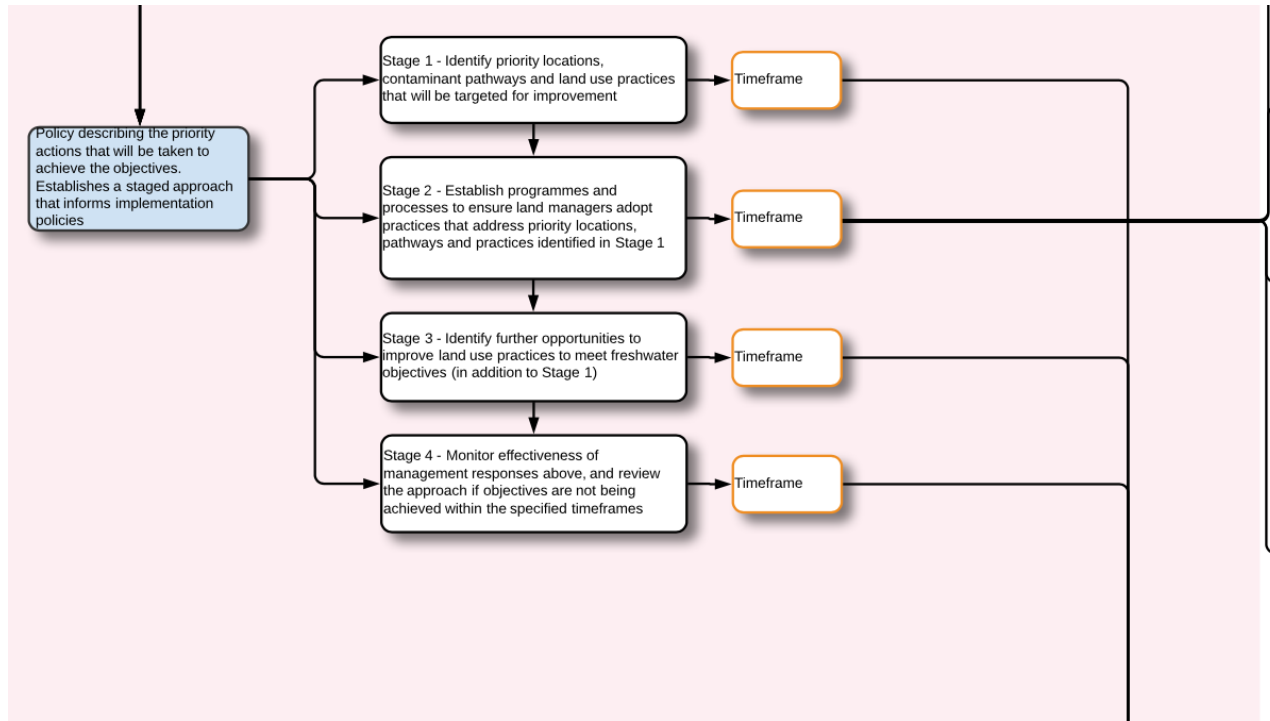 Policy describing the priority
actions that will be taken to
achieve the objectives.
Establishes a staged approach
that informs implementation
policies
Stage 1 - Identify priority locations,
contaminant pathways and land use practices
that will be targeted for improvement
Timeframe
Stage 2 - Establish programmes and
processes to ensure land managers adopt
practices that address priority locations,
pathways and practices identified in Stage 1
Timeframe
Stage 3 - Identify further opportunities to
improve land use practices to meet freshwater
objectives (in addition to Stage 1)
Timeframe
Stage 4 - Monitor effectiveness of
management responses above, and review
the approach if objectives are not being
achieved within the specified timeframes
Timeframe